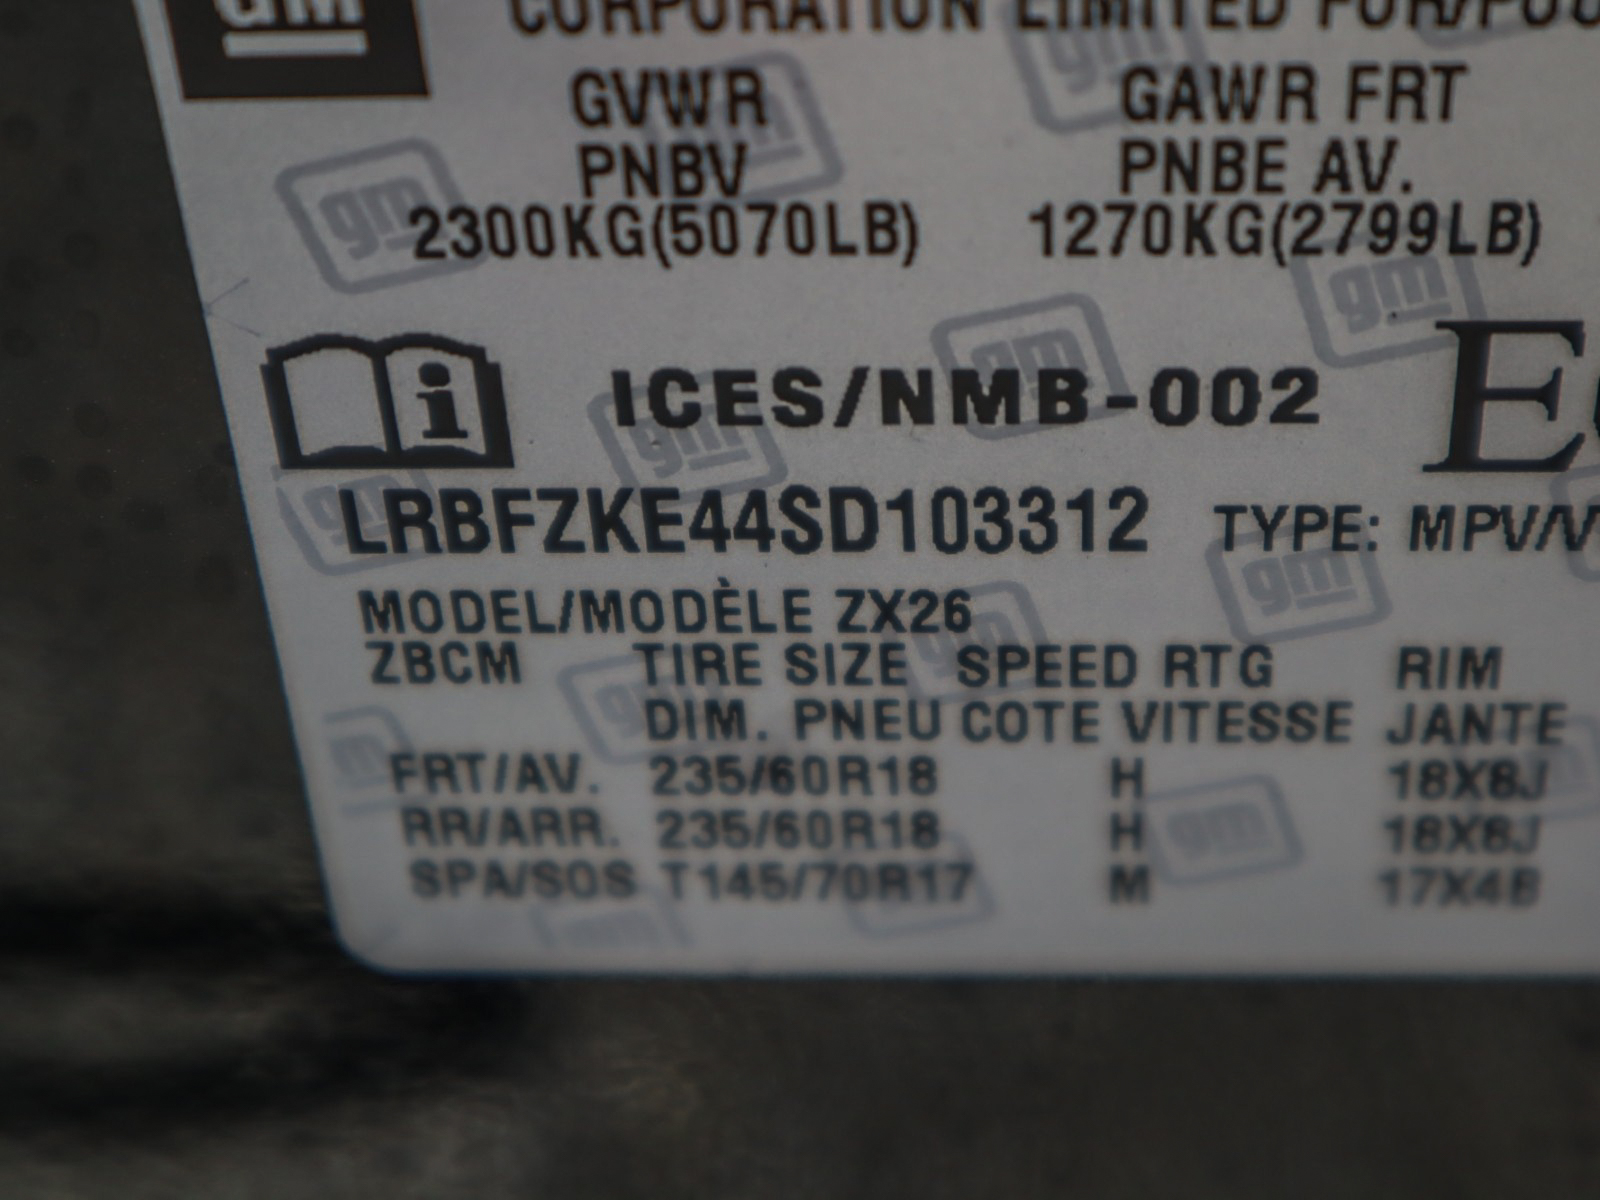 GM
CORPORATION LIMITED FOR/POU
GVWR GAWR FRT
PNBV PNBE AV.
2300KG(5070LB) 1270KG(2799LB)
ICES/NMB-002
LRBFZKE44SD103312 TYPE: MPV/V
MODEL/MODÈLE ZX26
ZBCM TIRE SIZE SPEED RTG RIM
DIM. PNEU COTE VITESSE JANTE
FRT/AV. 235/60R18 H 18X8J
RR/ARR. 235/60R18 H 18X8J
SPA/SOS T145/70R17 M 17X4B